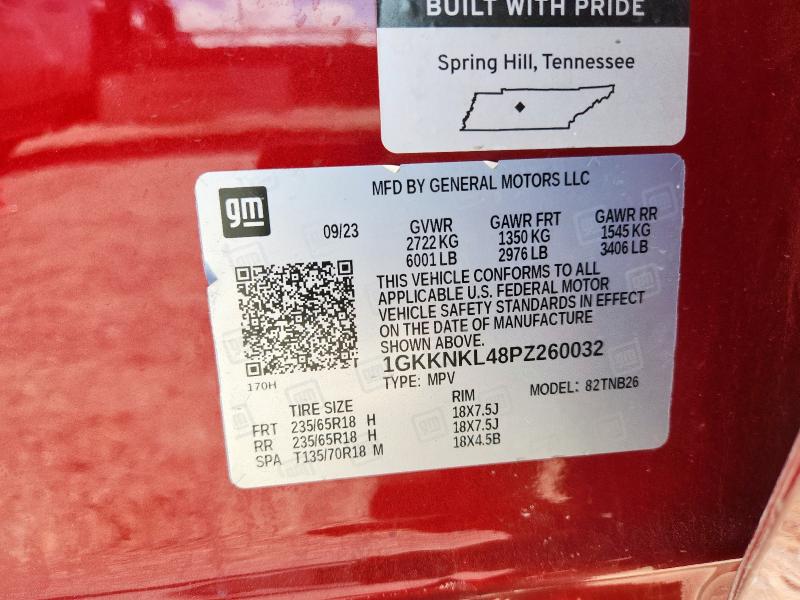 BUILT WITH PRIDE
Spring Hill, Tennessee
gm
MFD BY GENERAL MOTORS LLC
09/23 GVWR GAWR FRT GAWR RR
2722 KG 1350 KG 1545 KG
6001 LB 2976 LB 3406 LB
THIS VEHICLE CONFORMS TO ALL
APPLICABLE U.S. FEDERAL MOTOR
VEHICLE SAFETY STANDARDS IN EFFECT
ON THE DATE OF MANUFACTURE
SHOWN ABOVE.
1GKKNKL48PZ260032
170H
TYPE: MPV MODEL: 82TNB26
TIRE SIZE RIM
FRT 235/65R18 H 18X7.5J
RR 235/65R18 H 18X7.5J
SPA T135/70R18 M 18X4.5B